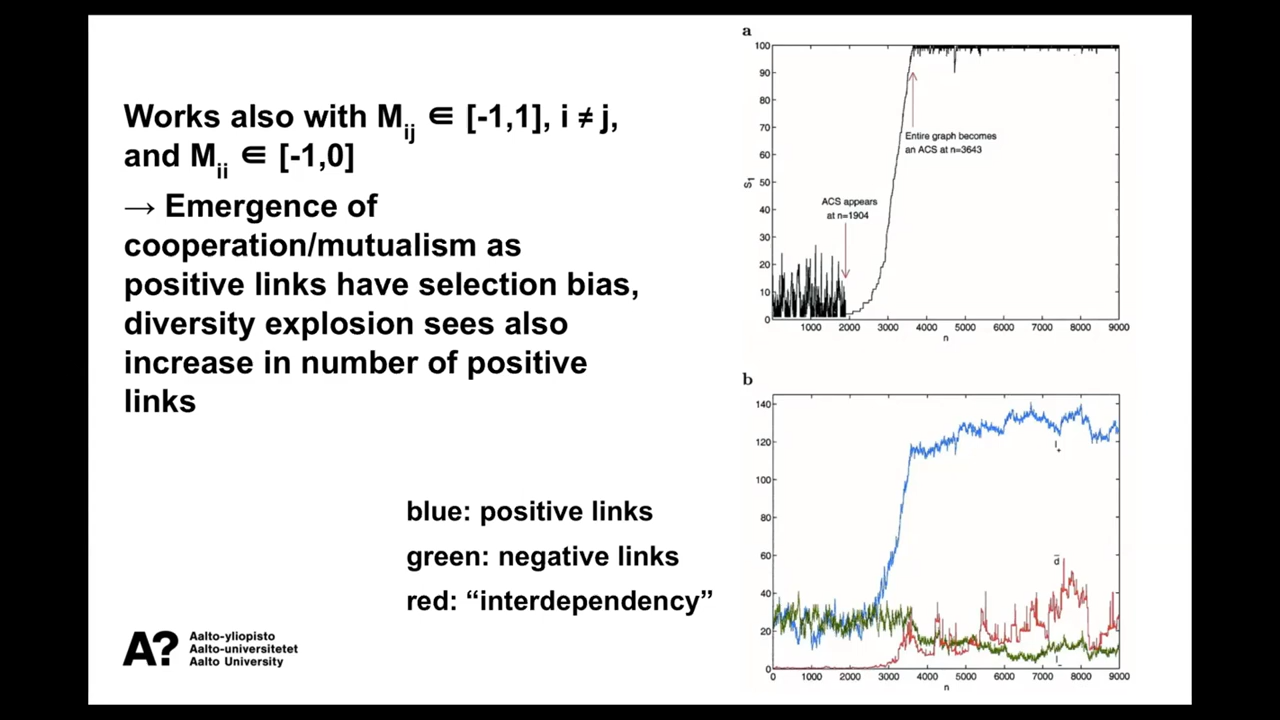 Works also with Mij ∈ [-1,1], i ≠ j,
and Mii ∈ [-1,0]
→ Emergence of
cooperation/mutualism as
positive links have selection bias,
diversity explosion sees also
increase in number of positive
links
blue: positive links
green: negative links
red: “interdependency”
A?
Aalto-yliopisto
Aalto-universitetet
Aalto University
a
100
90
80
70
60
50
40
30
20
10
0
s1
Entire graph becomes
an ACS at n=3643
ACS appears
at n=1904
1000 2000 3000 4000 5000 6000 7000 8000 9000
n
b
140
120
100
80
60
40
20
0
l+
d̄
l-
0 1000 2000 3000 4000 5000 6000 7000 8000 9000
n